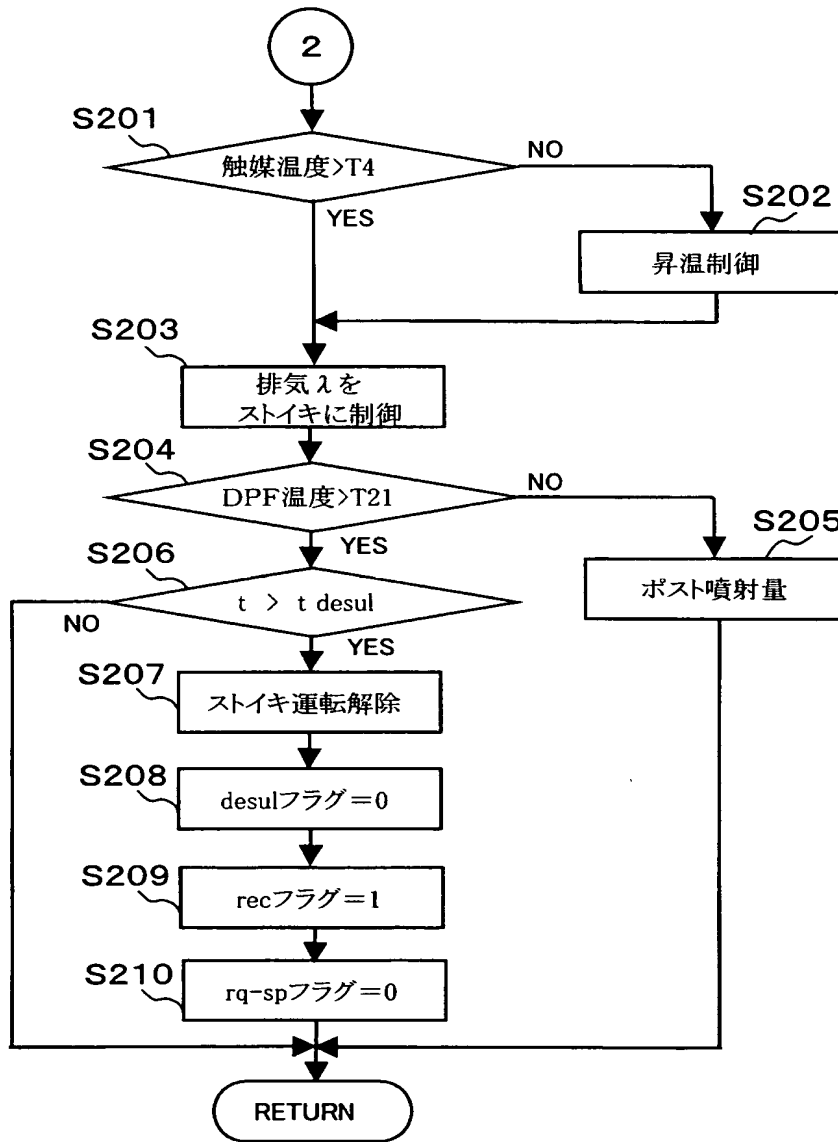 2
S201
触媒温度>T4
NO
YES
S202
昇温制御
S203
排気λを
ストイキに制御
S204
DPF温度>T21
NO
YES
S205
ポスト噴射量
S206
t > t desul
NO
YES
S207
ストイキ運転解除
S208
desulフラグ=0
S209
recフラグ=1
S210
rq-spフラグ=0
RETURN